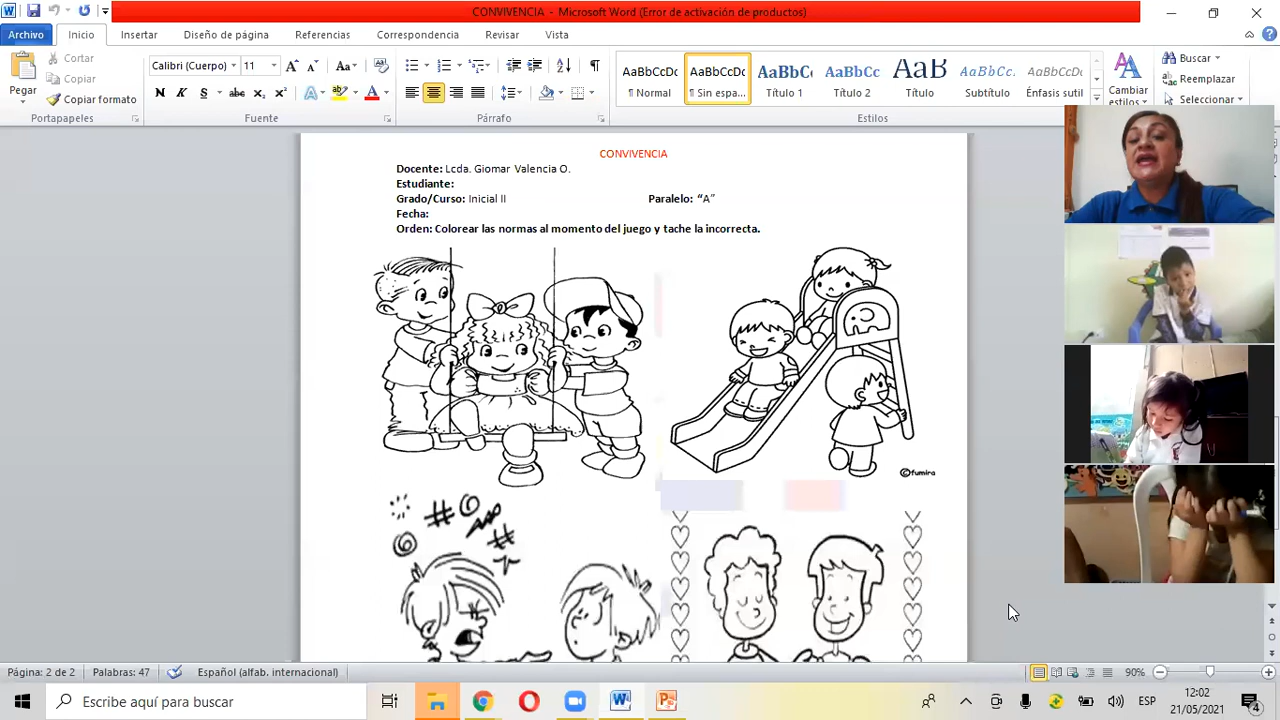 CONVIVENCIA - Microsoft Word (Error de activación de productos)
Archivo Inicio Insertar Diseño de página Referencias Correspondencia Revisar Vista
Cortar
Copiar
Copiar formato
Pegar
Portapapeles
Calibri (Cuerpo) 11
N K S abc x₂ x²
Fuente
Párrafo
AaBbCcDc AaBbCcDc AaBbCc AaBbCc AaB AaBbCcDc AaBbCcDc
¶ Normal ¶ Sin espa... Título 1 Título 2 Título Subtítulo Énfasis sutil
Cambiar estilos
Estilos
Buscar
Reemplazar
Seleccionar
CONVIVENCIA
Docente: Lcda. Giomar Valencia O.
Estudiante:
Grado/Curso: Inicial II Paralelo: “A”
Fecha:
Orden: Colorear las normas al momento del juego y tache la incorrecta.
©fumira
Página: 2 de 2 Palabras: 47 Español (alfab. internacional) 90%
Escribe aquí para buscar
ESP
12:02
21/05/2021
4